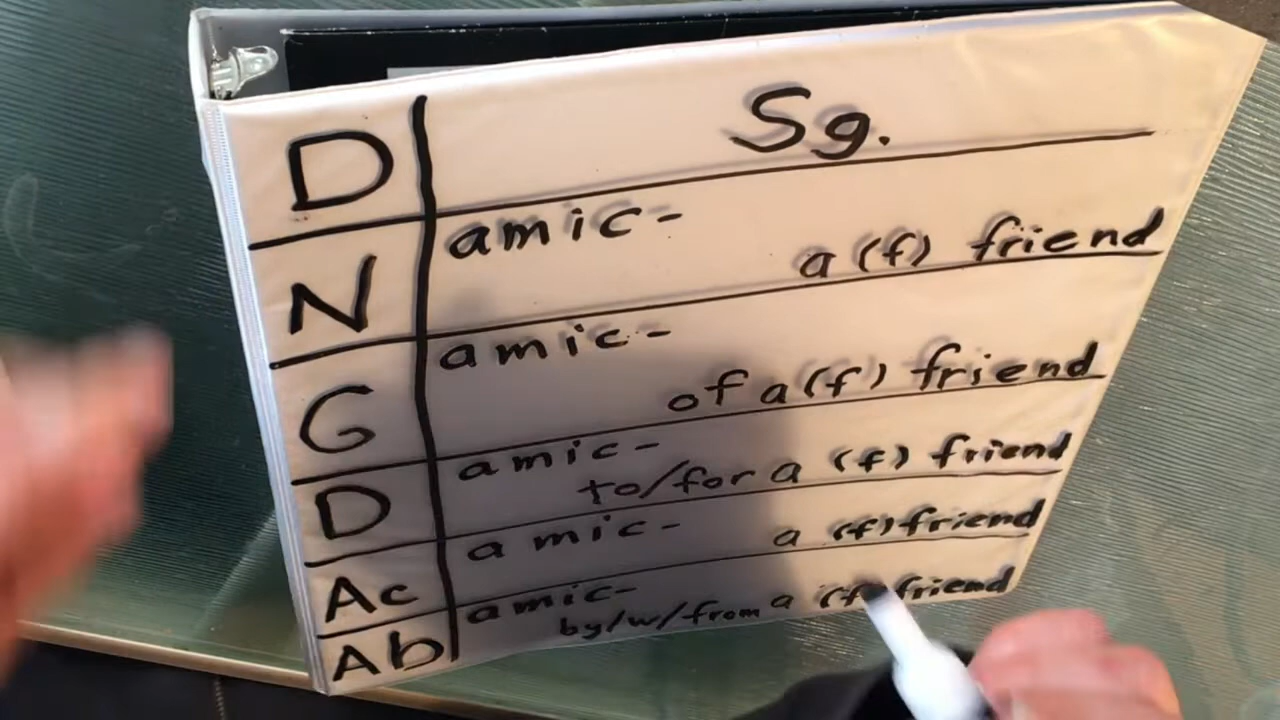 D Sg.
N amic-
a (f) friend
G amic-
of a (f) friend
D amic-
to/for a (f) friend
Ac amic- a (f) friend
Ab amic-
by/w/from a (f) friend